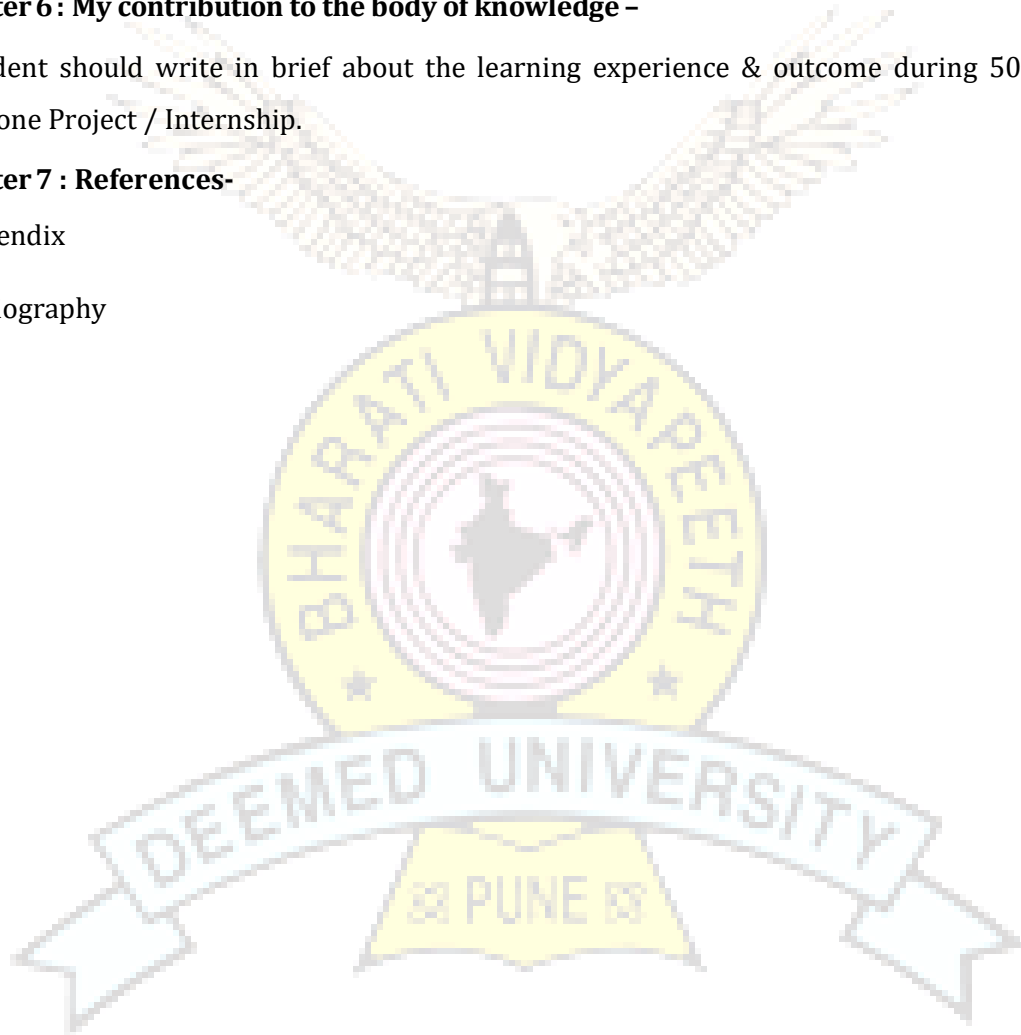 ter 6 : My contribution to the body of knowledge –
dent should write in brief about the learning experience & outcome during 50
one Project / Internship.
ter 7 : References-
endix
iography
BHARATI VIDYAPEETH
DEEMED UNIVERSITY
PUNE